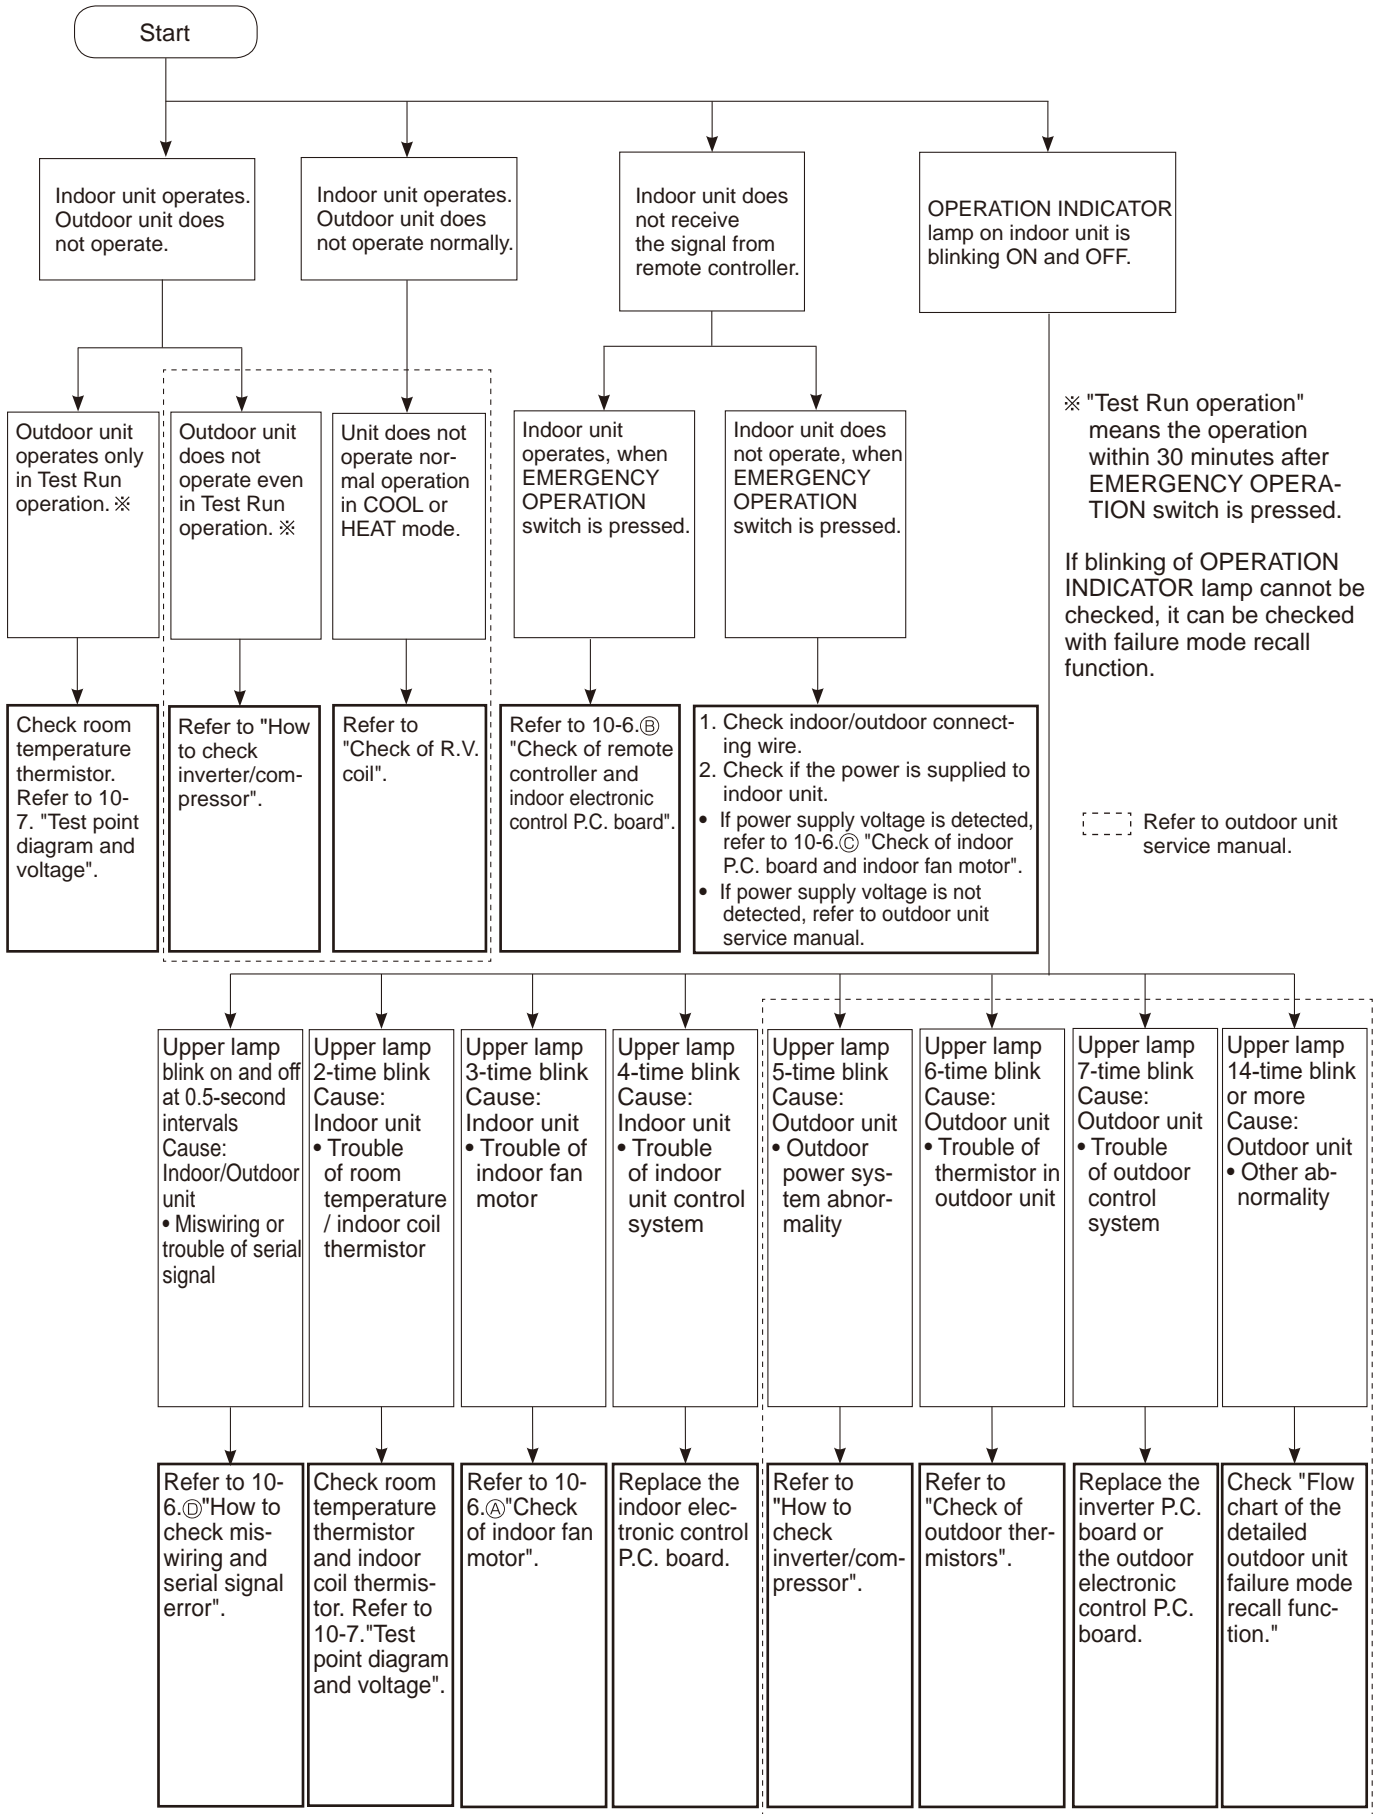 Start
Indoor unit operates.
Outdoor unit does
not operate.
Indoor unit operates.
Outdoor unit does
not operate normally.
Indoor unit does
not receive
the signal from
remote controller.
OPERATION INDICATOR
lamp on indoor unit is
blinking ON and OFF.
Outdoor unit
operates only
in Test Run
operation. ※
Outdoor unit
does not
operate even
in Test Run
operation. ※
Unit does not
operate nor-
mal operation
in COOL or
HEAT mode.
Indoor unit
operates, when
EMERGENCY
OPERATION
switch is pressed.
Indoor unit does
not operate, when
EMERGENCY
OPERATION
switch is pressed.
※ "Test Run operation"
means the operation
within 30 minutes after
EMERGENCY OPERA-
TION switch is pressed.
If blinking of OPERATION
INDICATOR lamp cannot be
checked, it can be checked
with failure mode recall
function.
Check room
temperature
thermistor.
Refer to 10-
7. "Test point
diagram and
voltage".
Refer to "How
to check
inverter/com-
pressor".
Refer to
"Check of R.V.
coil".
Refer to 10-6.Ⓑ
"Check of remote
controller and
indoor electronic
control P.C. board".
1. Check indoor/outdoor connect-
ing wire.
2. Check if the power is supplied to
indoor unit.
• If power supply voltage is detected,
refer to 10-6.Ⓒ "Check of indoor
P.C. board and indoor fan motor".
• If power supply voltage is not
detected, refer to outdoor unit
service manual.
Refer to outdoor unit
service manual.
Upper lamp
blink on and off
at 0.5-second
intervals
Cause:
Indoor/Outdoor
unit
• Miswiring or
trouble of serial
signal
Upper lamp
2-time blink
Cause:
Indoor unit
• Trouble
of room
temperature
/ indoor coil
thermistor
Upper lamp
3-time blink
Cause:
Indoor unit
• Trouble of
indoor fan
motor
Upper lamp
4-time blink
Cause:
Indoor unit
• Trouble
of indoor
unit control
system
Upper lamp
5-time blink
Cause:
Outdoor unit
• Outdoor
power sys-
tem abnor-
mality
Upper lamp
6-time blink
Cause:
Outdoor unit
• Trouble of
thermistor in
outdoor unit
Upper lamp
7-time blink
Cause:
Outdoor unit
• Trouble
of outdoor
control
system
Upper lamp
14-time blink
or more
Cause:
Outdoor unit
• Other ab-
normality
Refer to 10-
6.Ⓓ"How to
check mis-
wiring and
serial signal
error".
Check room
temperature
thermistor
and indoor
coil thermis-
tor. Refer to
10-7."Test
point diagram
and voltage".
Refer to 10-
6.Ⓐ"Check
of indoor fan
motor".
Replace the
indoor elec-
tronic control
P.C. board.
Refer to
"How to
check
inverter/com-
pressor".
Refer to
"Check of
outdoor ther-
mistors".
Replace the
inverter P.C.
board or
the outdoor
electronic
control P.C.
board.
Check "Flow
chart of the
detailed
outdoor unit
failure mode
recall func-
tion."